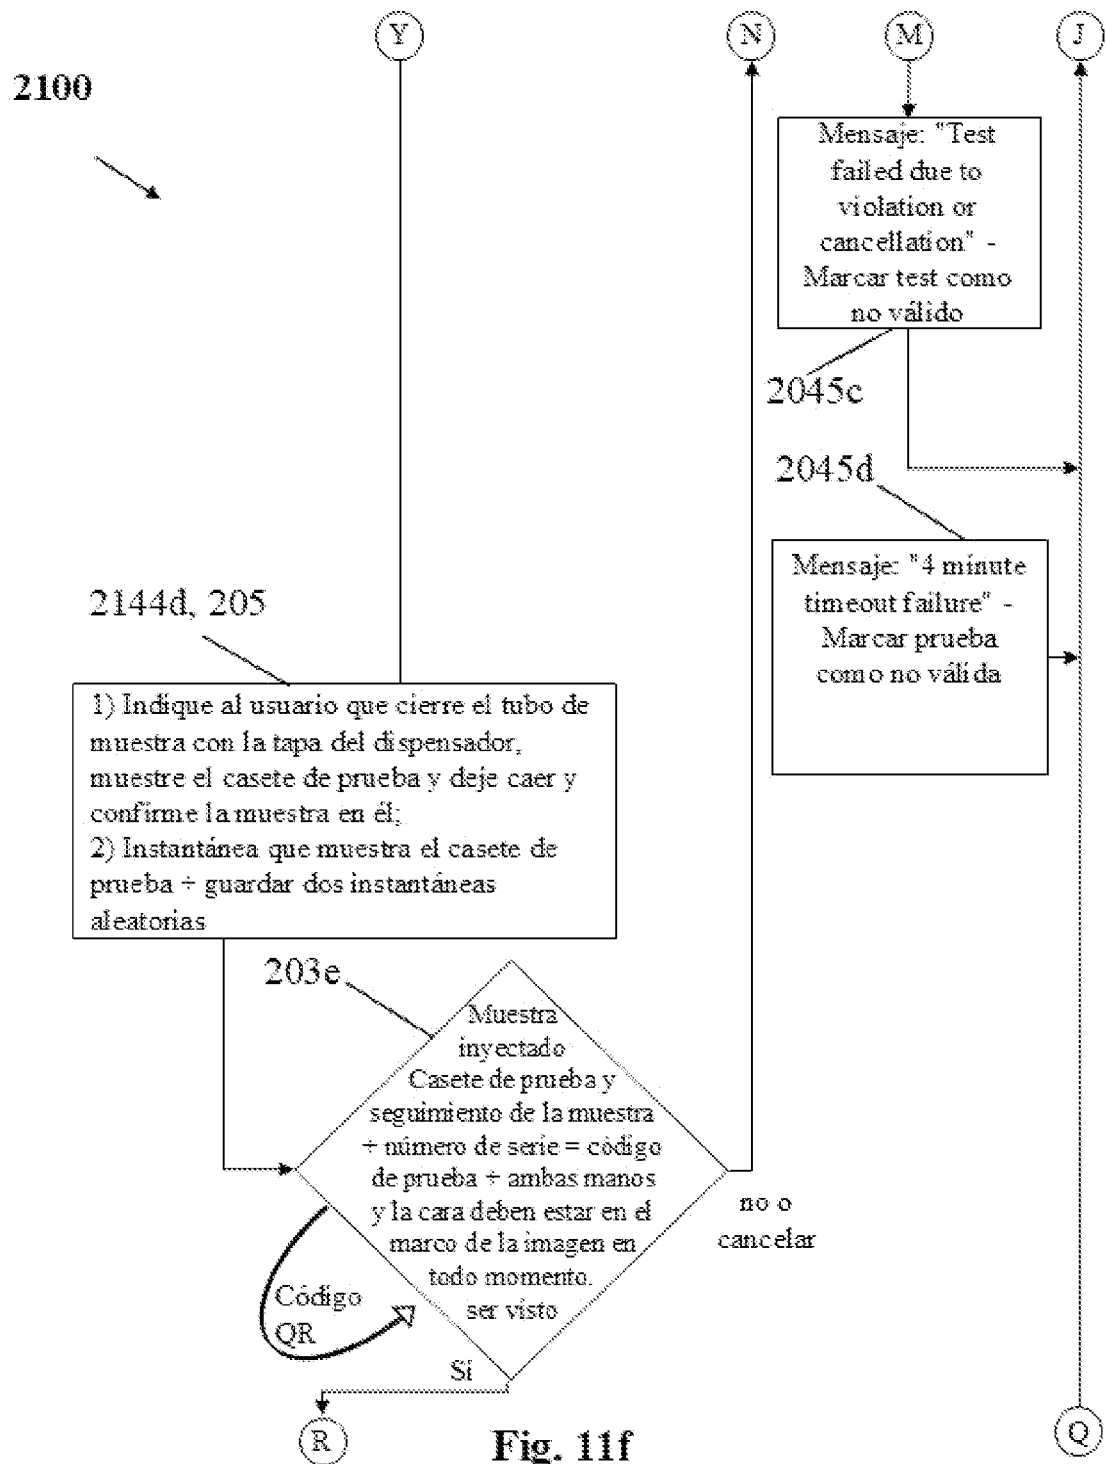 Y
N
M
J
2100
Mensaje: "Test
failed due to
violation or
cancellation" -
Marcar test como
no válido
2045c
2045d
Mensaje: "4 minute
timeout failure" -
Marcar prueba
como no válida
2144d, 205
1) Indique al usuario que cierre el tubo de
muestra con la tapa del dispensador,
muestre el casete de prueba y deje caer y
confirme la muestra en él;
2) Instantánea que muestra el casete de
prueba + guardar dos instantáneas
aleatorias
203e
Muestra
inyectado
Casete de prueba y
seguimiento de la muestra
+ número de serie = código
de prueba + ambas manos
y la cara deben estar en el
marco de la imagen en
todo momento.
ser visto
no o
cancelar
Código
QR
Sí
R
Fig. 11f
Q